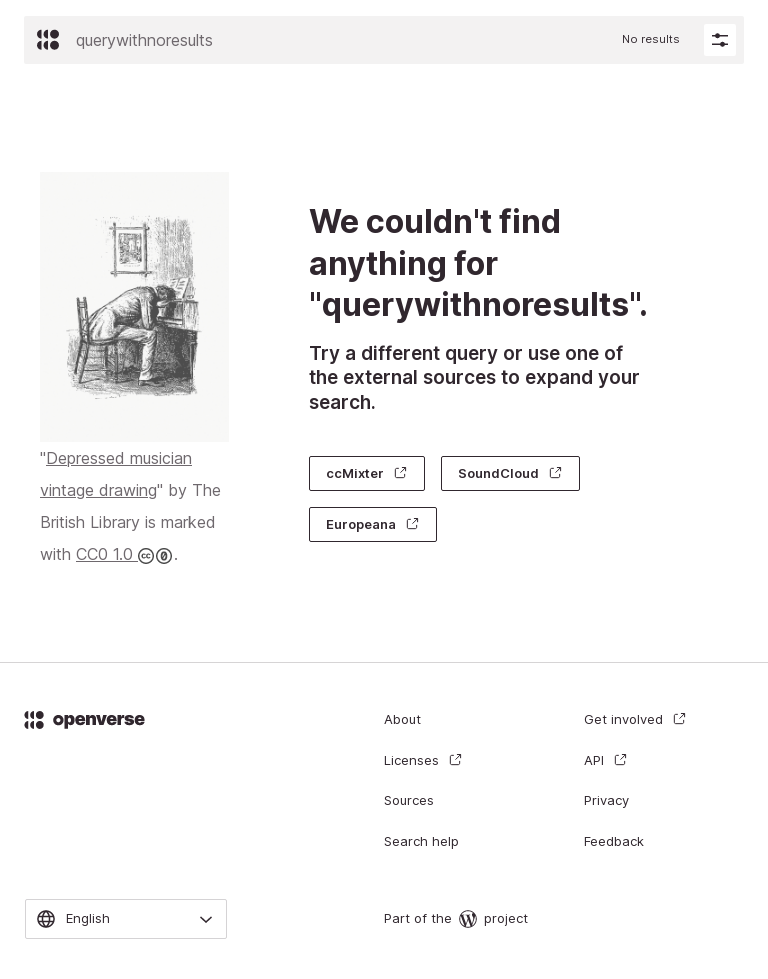 querywithnoresults
No results
We couldn't find
anything for
"querywithnoresults".
Try a different query or use one of
the external sources to expand your
search.
ccMixter
SoundCloud
Europeana
"Depressed musician
vintage drawing" by The
British Library is marked
with CC0 1.0 .
openverse
About
Get involved
Licenses
API
Sources
Privacy
Search help
Feedback
English
Part of the project